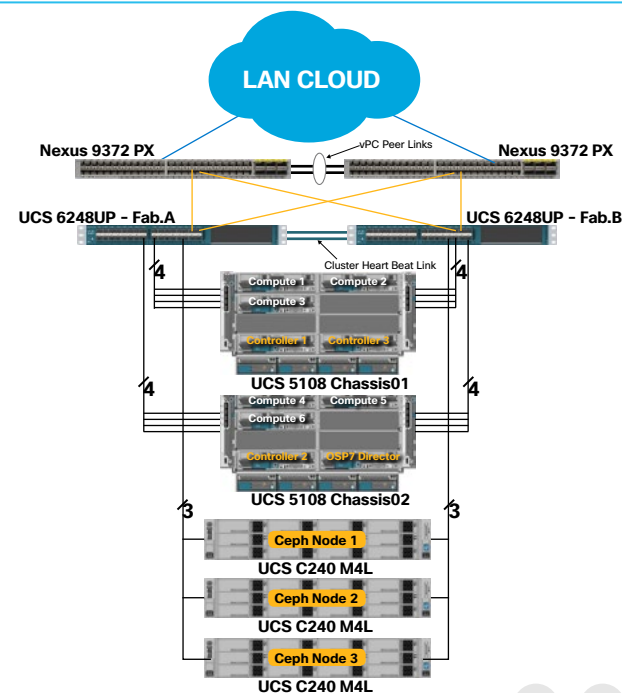 LAN CLOUD
Nexus 9372 PX
vPC Peer Links
Nexus 9372 PX
UCS 6248UP - Fab.A
UCS 6248UP - Fab.B
Cluster Heart Beat Link
4
4
Compute 1
Compute 2
Compute 3
Controller 1
Controller 3
UCS 5108 Chassis01
4
4
Compute 4
Compute 5
Compute 6
Controller 2
OSP7 Director
UCS 5108 Chassis02
3
3
Ceph Node 1
UCS C240 M4L
Ceph Node 2
UCS C240 M4L
Ceph Node 3
UCS C240 M4L